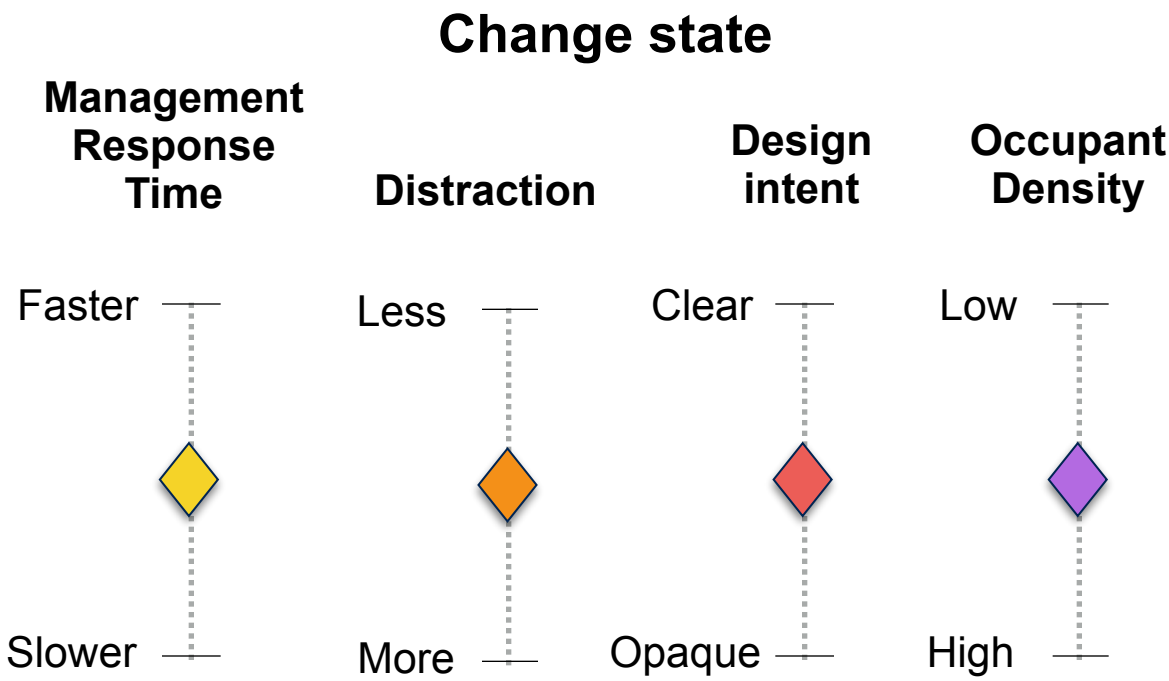 Change state
Management
Response
Time
Distraction
Design
intent
Occupant
Density
Faster
Less
Clear
Low
Slower
More
Opaque
High